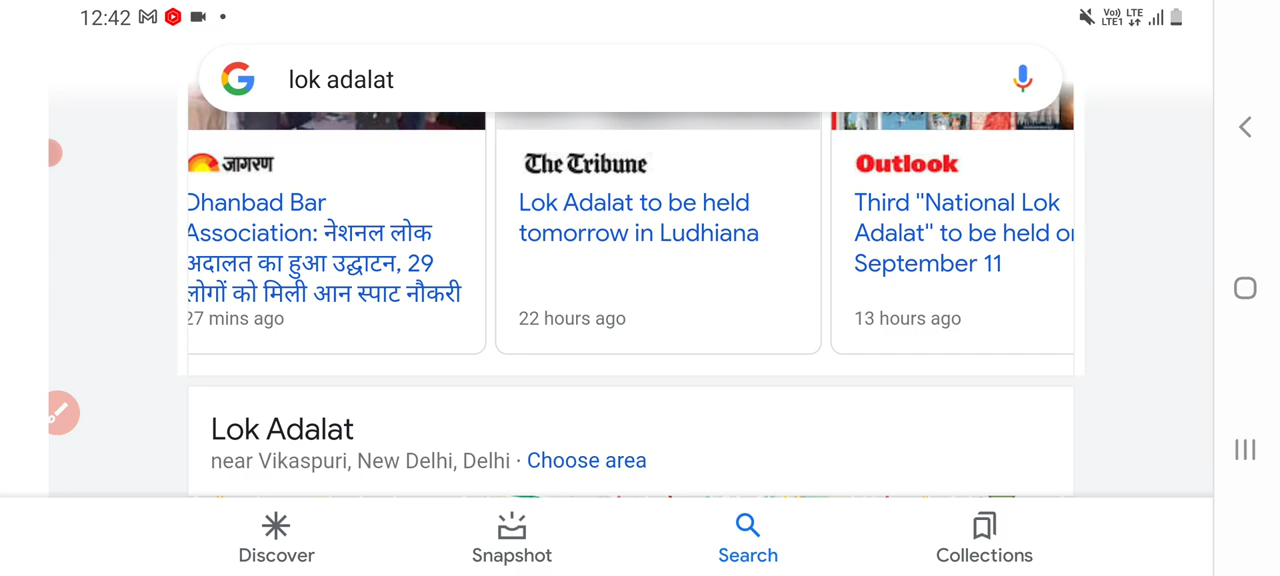 12:42
Vo)) LTE
LTE1
lok adalat
जागरण
Dhanbad Bar
Association: नेशनल लोक
अदालत का हुआ उद्घाटन, 29
लोगों को मिली आन स्पाट नौकरी
27 mins ago
The Tribune
Lok Adalat to be held
tomorrow in Ludhiana
22 hours ago
Outlook
Third "National Lok
Adalat" to be held on
September 11
13 hours ago
Lok Adalat
near Vikaspuri, New Delhi, Delhi · Choose area
Discover
Snapshot
Search
Collections